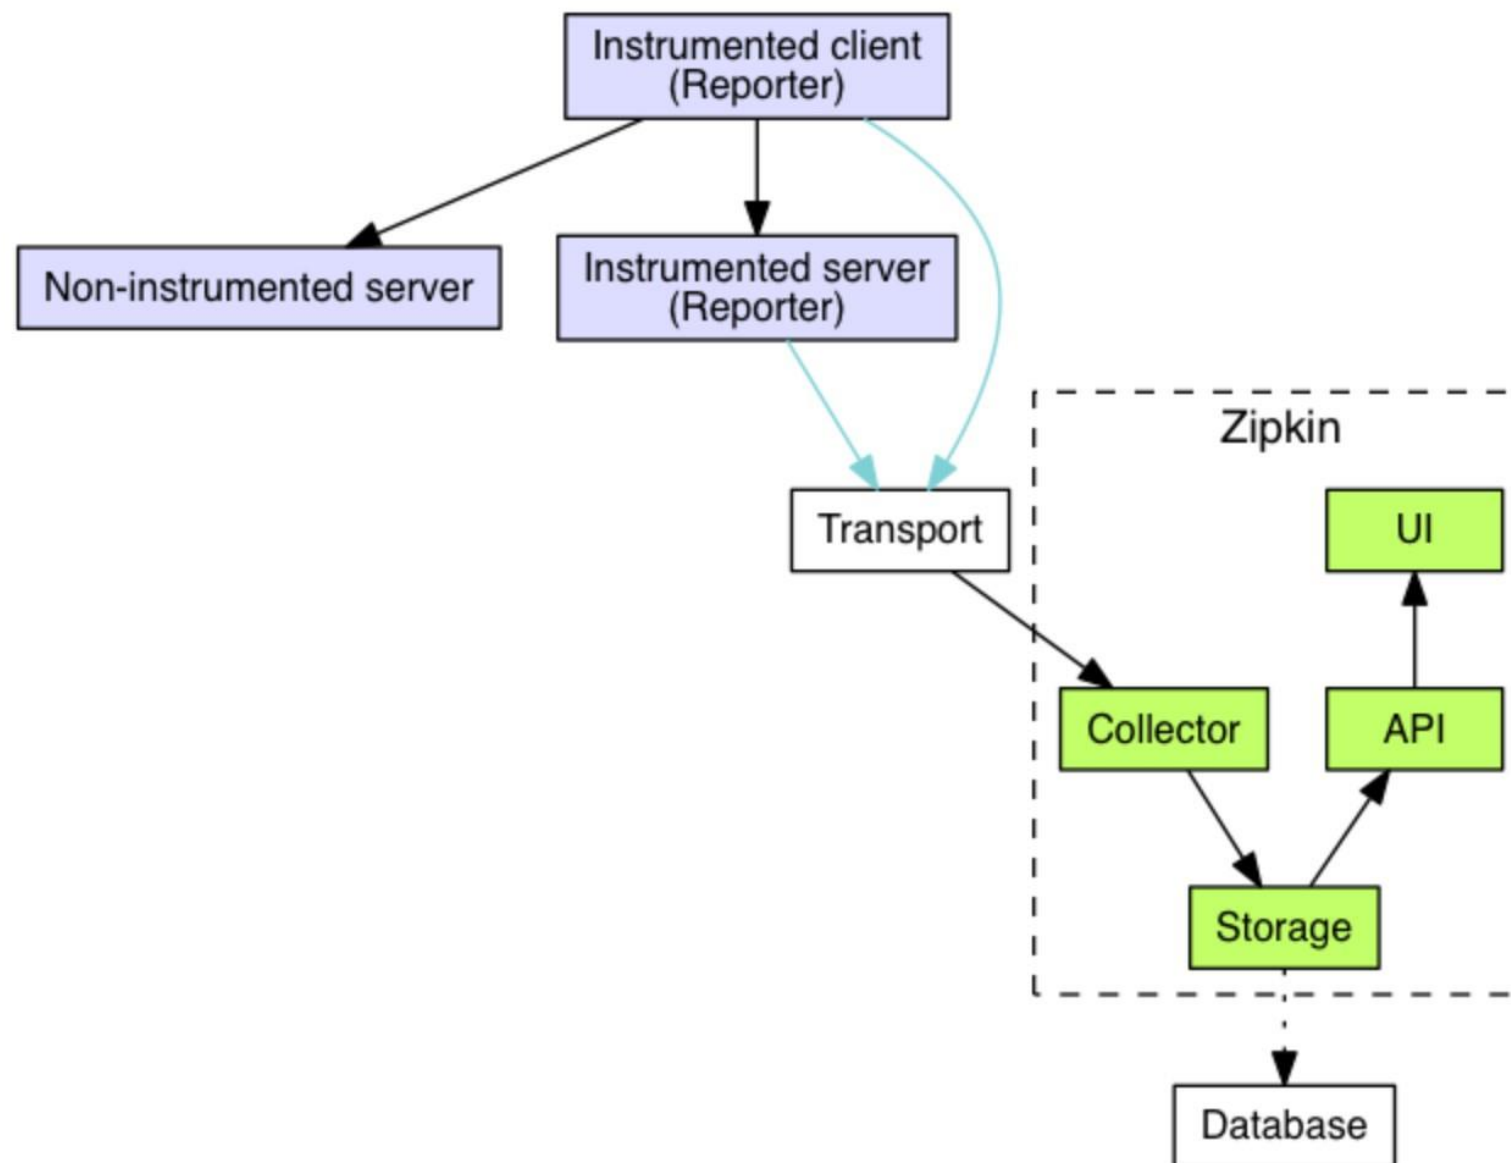 Instrumented client
(Reporter)
Non-instrumented server
Instrumented server
(Reporter)
Zipkin
Transport
UI
Collector
API
Storage
Database